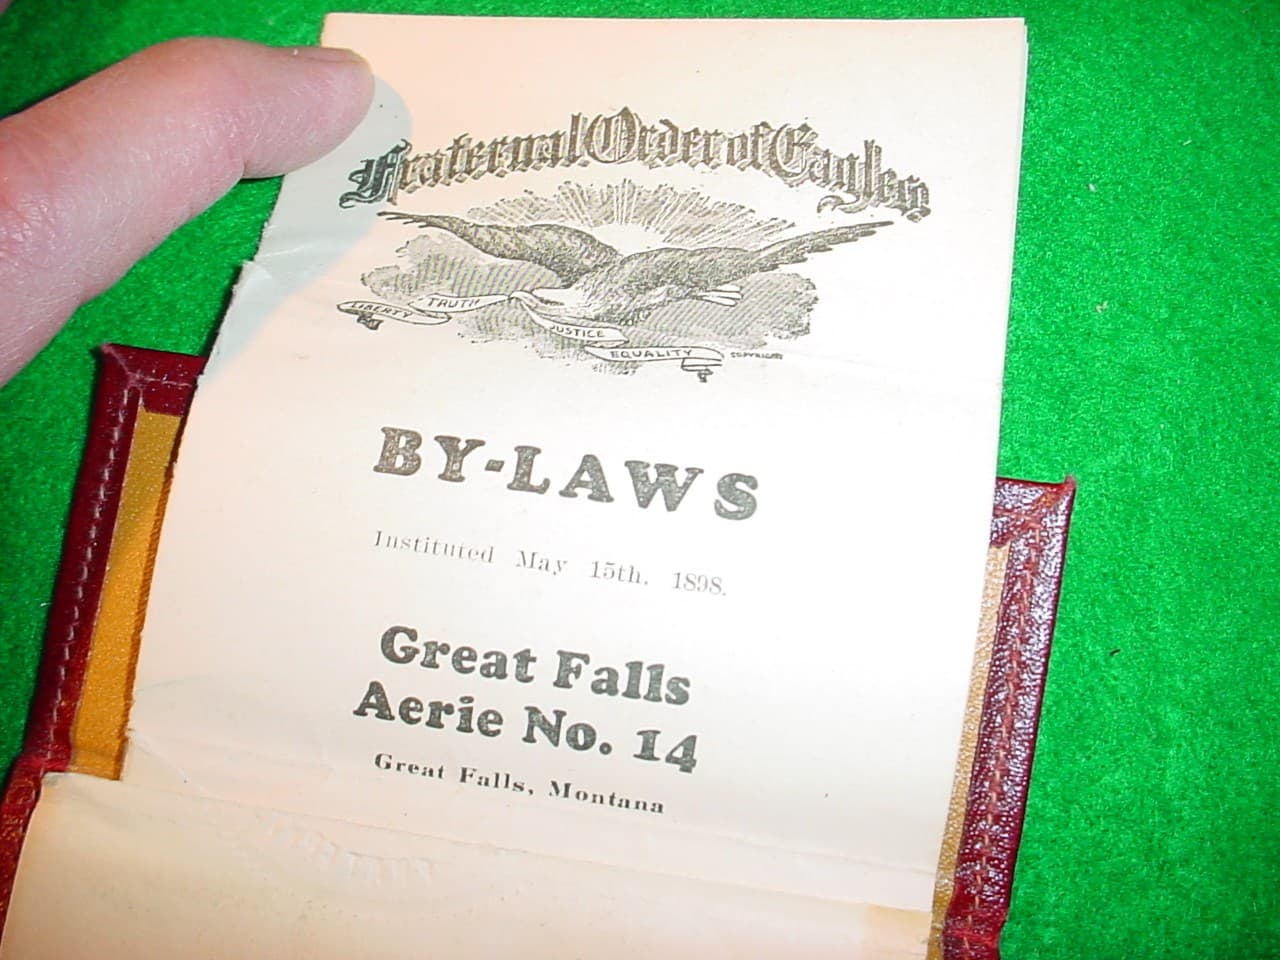 Fraternal Order of Eagles
LIBERTY
TRUTH
JUSTICE
EQUALITY
COPYRIGHT
BY-LAWS
Instituted May 15th, 1898.
Great Falls
Aerie No. 14
Great Falls, Montana